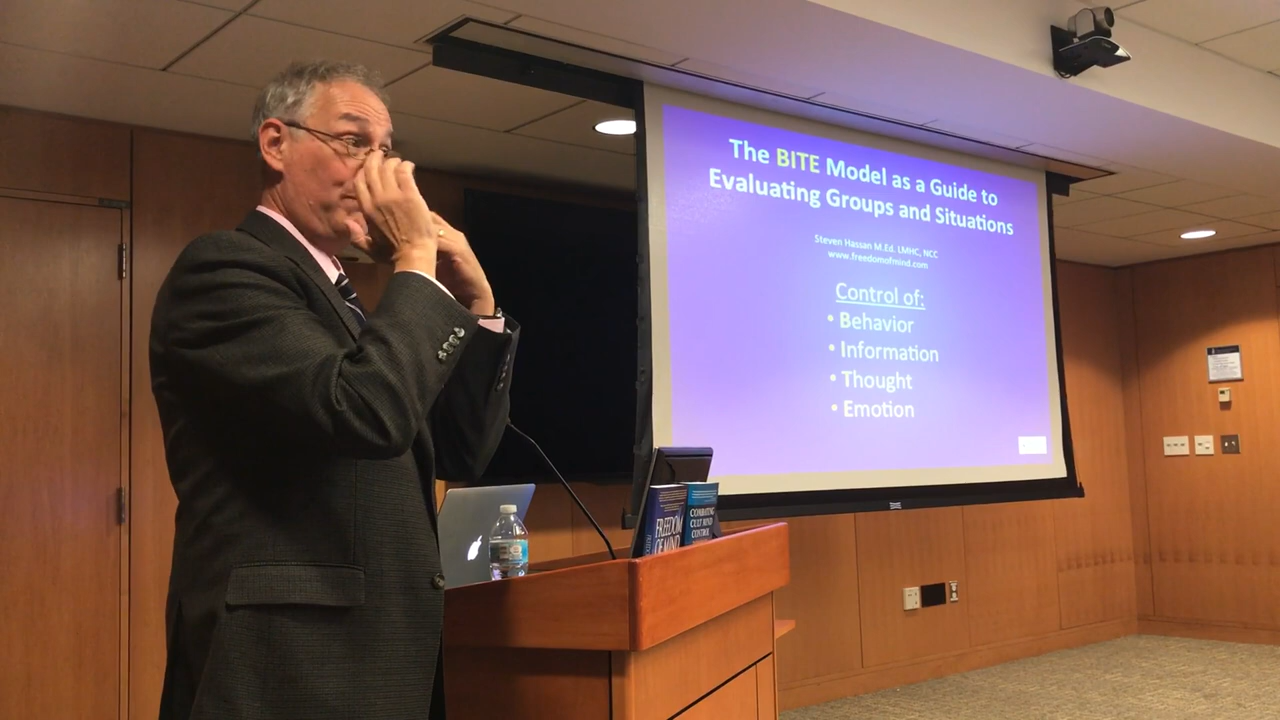 The BITE Model as a Guide to
Evaluating Groups and Situations
Steven Hassan M.Ed. LMHC, NCC
www.freedomofmind.com
Control of:
• Behavior
• Information
• Thought
• Emotion
FREEDOM
OF MIND
COMBATING
CULT MIND
CONTROL